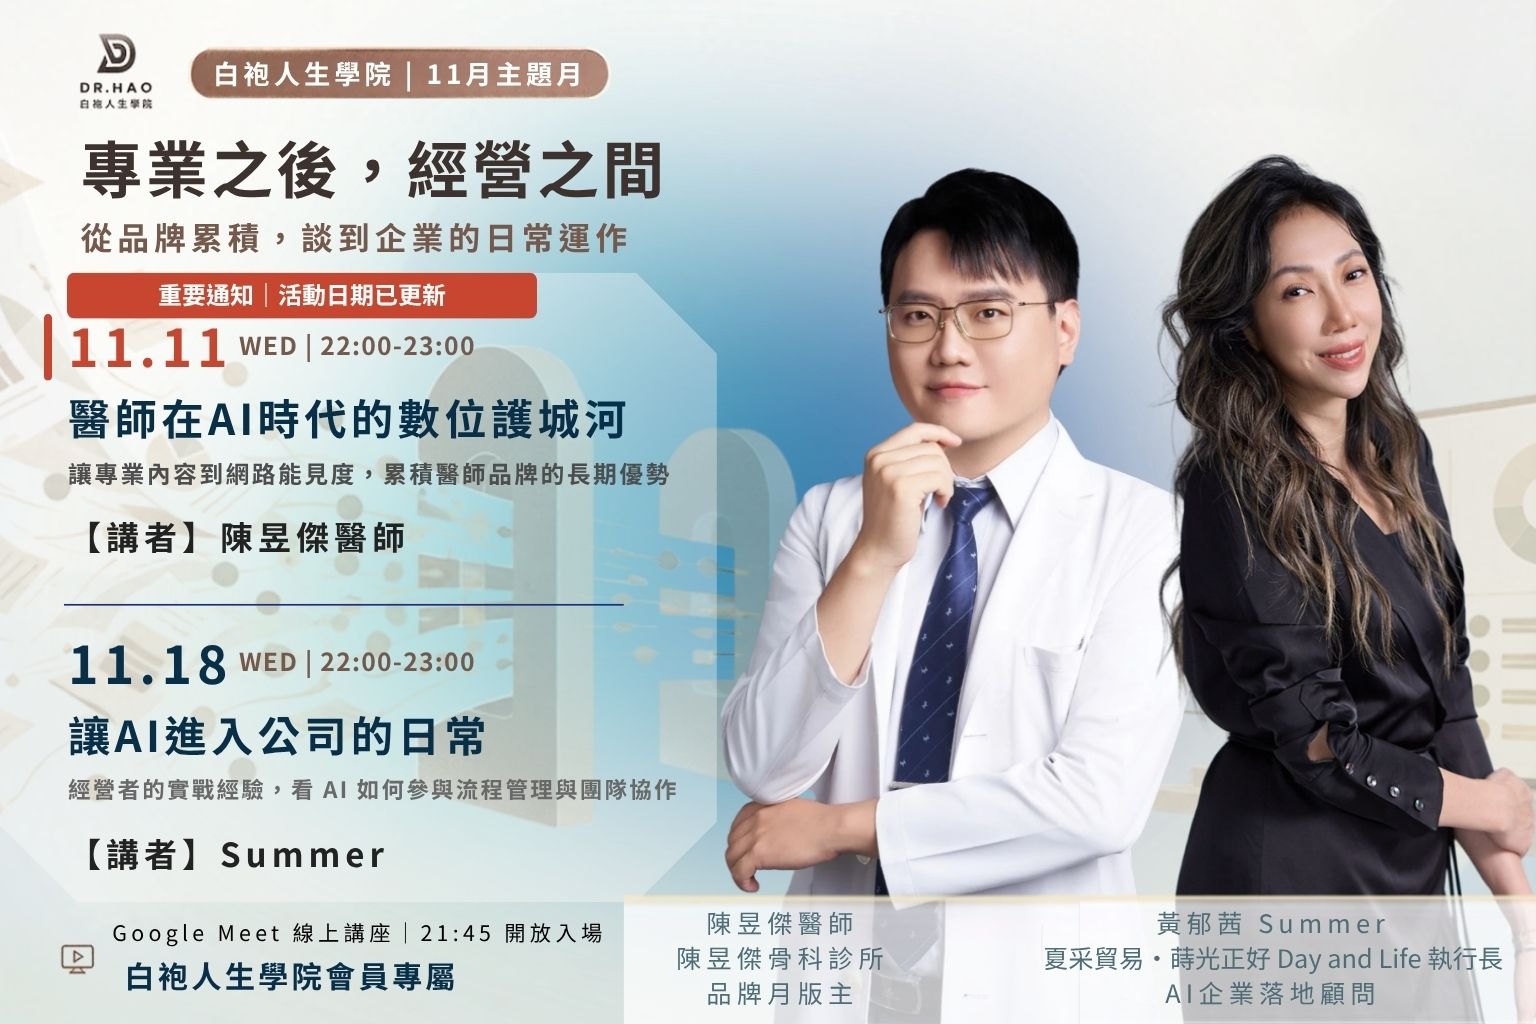 DR.HAO
白袍人生學院
白袍人生學院 | 11月主題月
專業之後，經營之間
從品牌累積，談到企業的日常運作
重要通知｜活動日期已更新
11.11 WED | 22:00-23:00
醫師在AI時代的數位護城河
讓專業內容到網路能見度，累積醫師品牌的長期優勢
【講者】陳昱傑醫師
11.18 WED | 22:00-23:00
讓AI進入公司的日常
經營者的實戰經驗，看 AI 如何參與流程管理與團隊協作
【講者】Summer
Google Meet 線上講座｜21:45 開放入場
白袍人生學院會員專屬
陳昱傑醫師
陳昱傑骨科診所
品牌月版主
黃郁茜 Summer
夏采貿易・蒔光正好 Day and Life 執行長
AI企業落地顧問